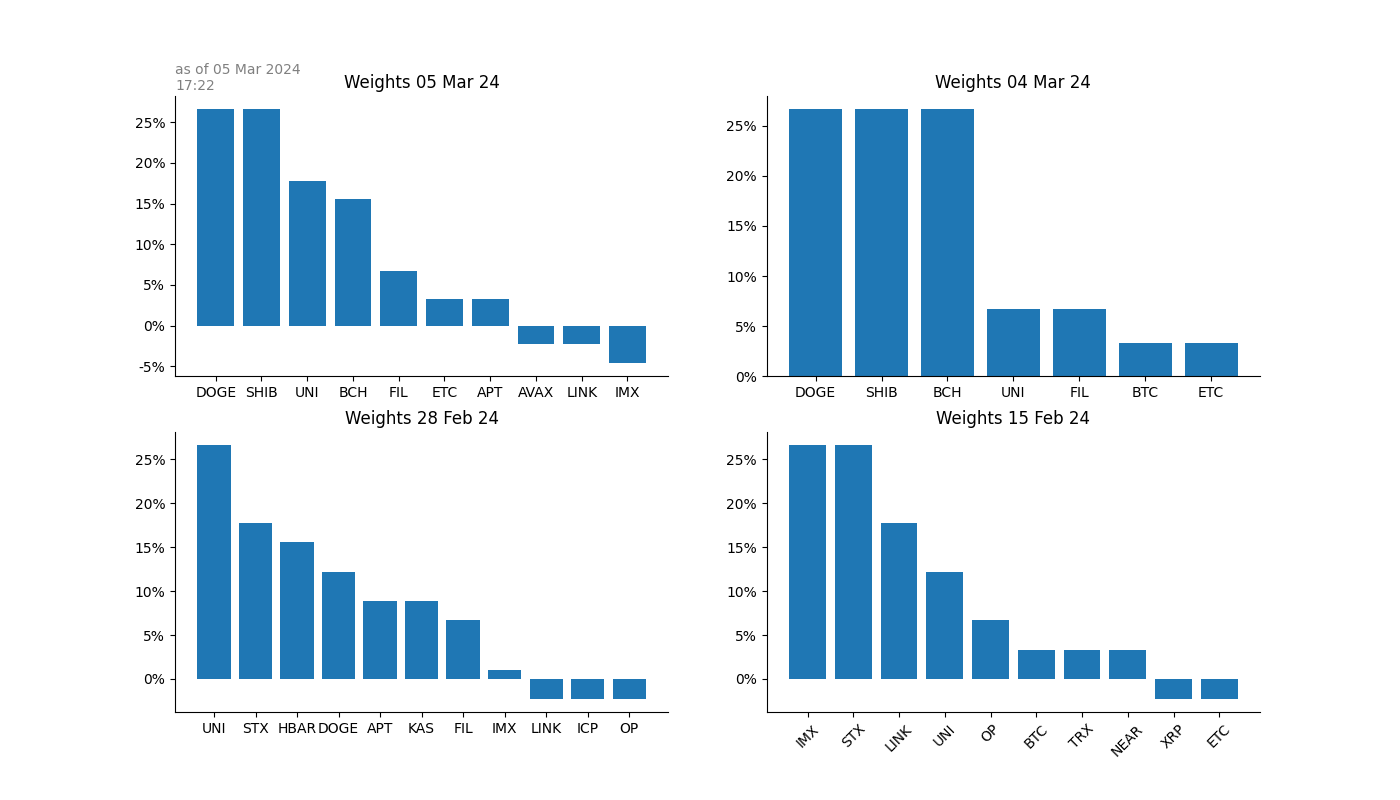 as of 05 Mar 2024
17:22
Weights 05 Mar 24
25%
20%
15%
10%
5%
0%
-5%
DOGE SHIB UNI BCH FIL ETC APT AVAX LINK IMX
Weights 04 Mar 24
25%
20%
15%
10%
5%
0%
DOGE SHIB BCH UNI FIL BTC ETC
Weights 28 Feb 24
25%
20%
15%
10%
5%
0%
UNI STX HBAR DOGE APT KAS FIL IMX LINK ICP OP
Weights 15 Feb 24
25%
20%
15%
10%
5%
0%
IMX STX LINK UNI OP BTC TRX NEAR XRP ETC